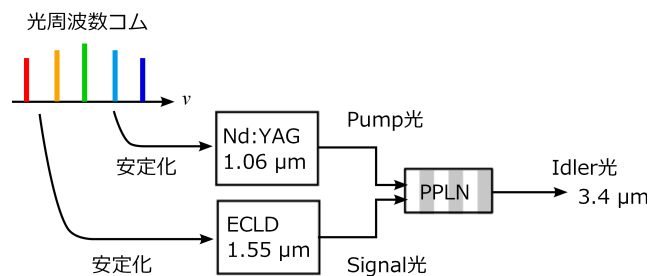 光周波数コム
ν
Nd:YAG
1.06 μm
安定化
Pump光
PPLN
Idler光
3.4 μm
ECLD
1.55 μm
安定化
Signal光